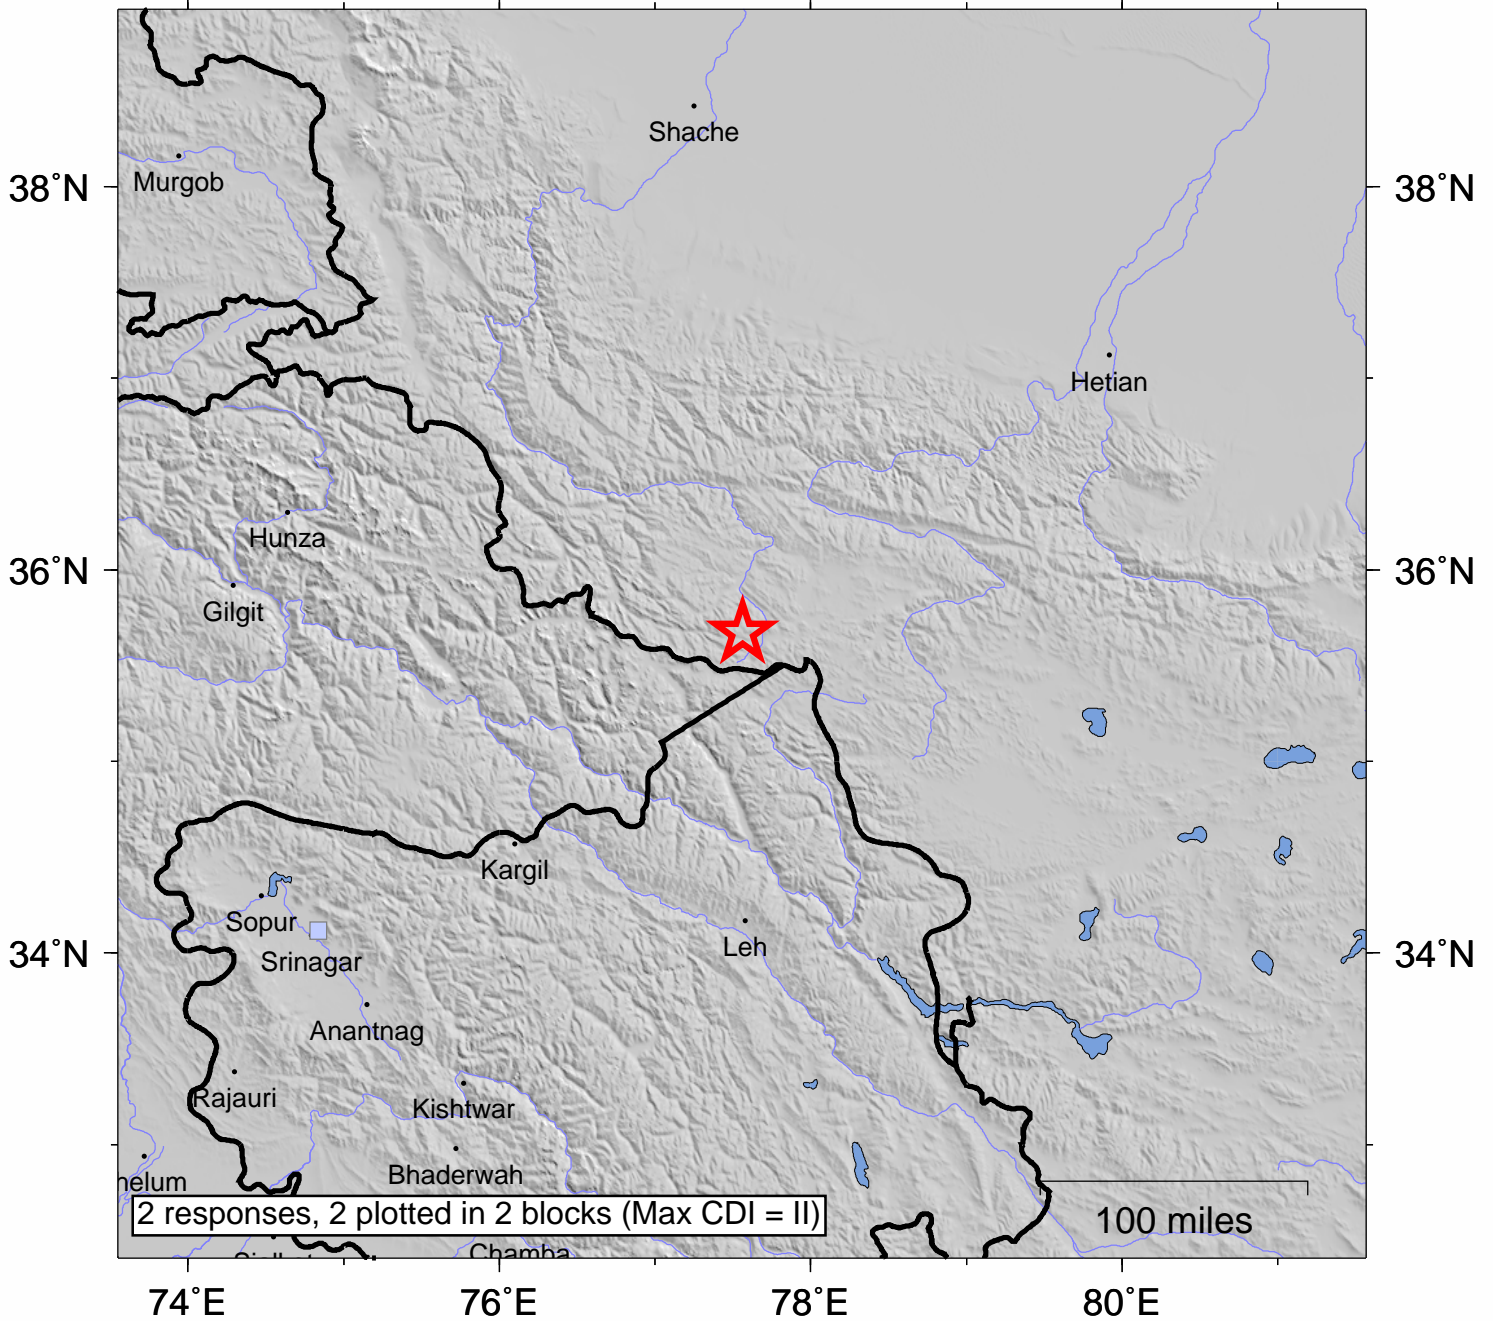 Shache
38°N
38°N
Murgob
Hetian
Hunza
36°N
36°N
Gilgit
Kargil
Sopur
Leh
34°N
34°N
Srinagar
Anantnag
Rajauri
Kishtwar
Bhaderwah
nelum
2 responses, 2 plotted in 2 blocks (Max CDI = II)
100 miles
Chamba
74°E
76°E
78°E
80°E